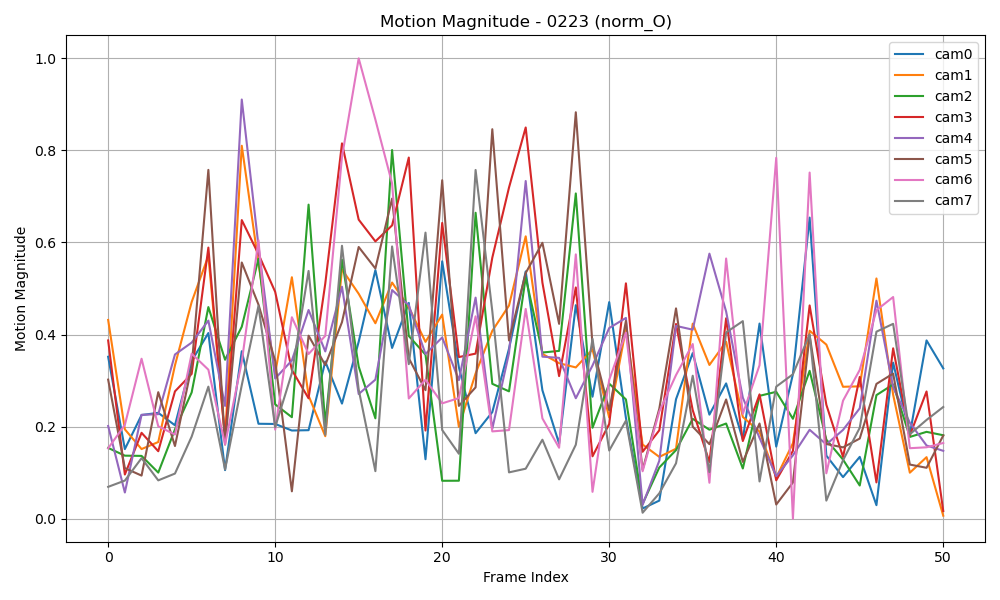 Motion Magnitude - 0223 (norm_O)
1.0
0.8
0.6
0.4
0.2
0.0
Motion Magnitude
0 10 20 30 40 50
Frame Index
cam0
cam1
cam2
cam3
cam4
cam5
cam6
cam7